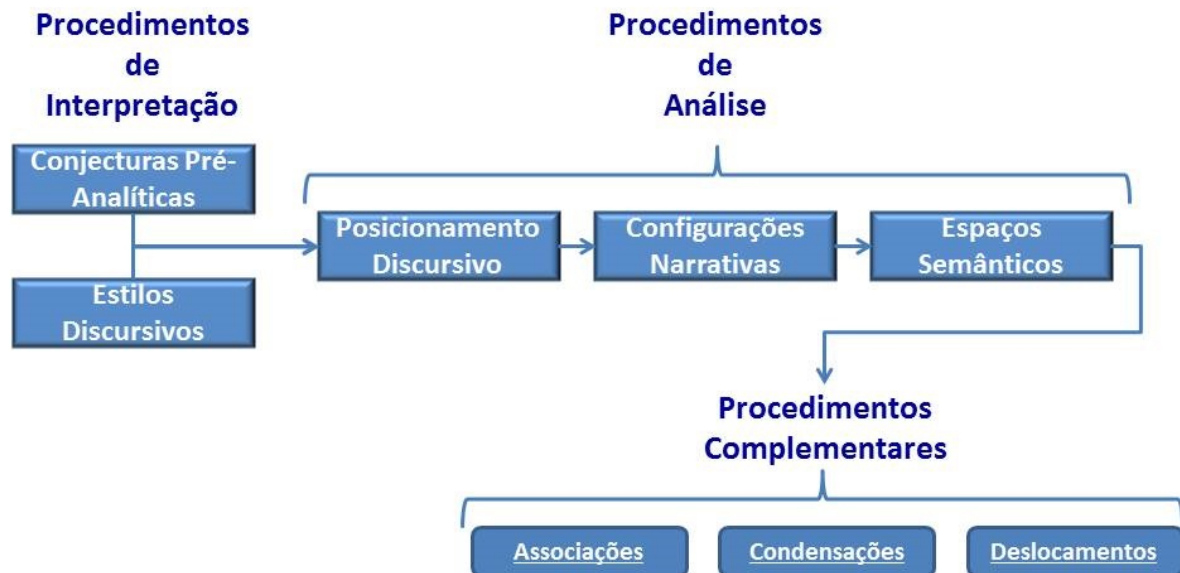 Procedimentos
de
Interpretação
Procedimentos
de
Análise
Conjecturas Pré-
Analíticas
Posicionamento
Discursivo
Configurações
Narrativas
Espaços
Semânticos
Estilos
Discursivos
Procedimentos
Complementares
Associações
Condensações
Deslocamentos